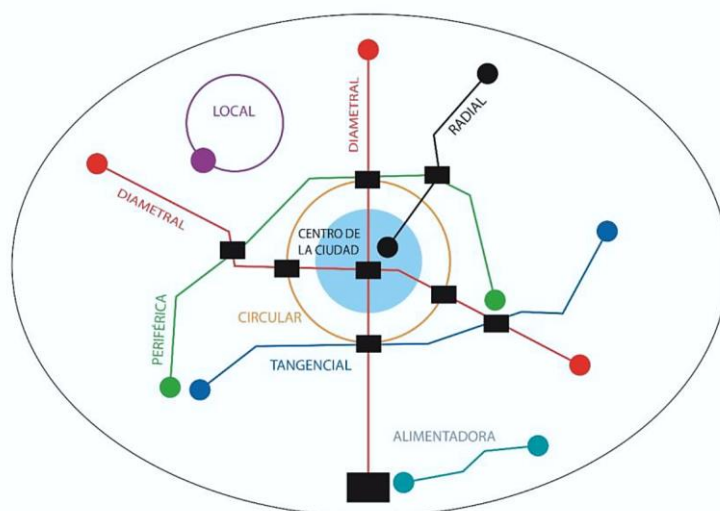 LOCAL
DIAMETRAL
RADIAL
DIAMETRAL
CENTRO DE
LA CIUDAD
PERIFÉRICA
CIRCULAR
TANGENCIAL
ALIMENTADORA